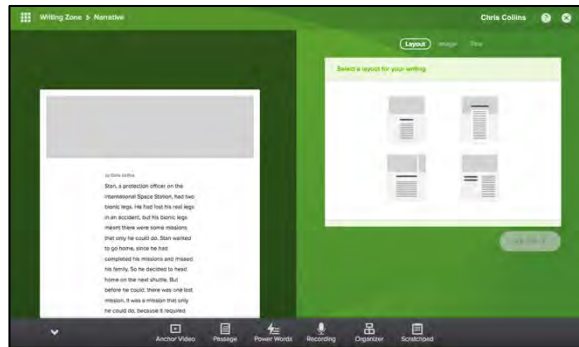 Writing Zone > Narrative
Chris Collins
Layout Image Title
Select a layout for your writing
by Chris Collins
Stan, a protection officer on the
International Space Station, had two
bionic legs. He had lost his real legs
in an accident, but his bionic legs
meant there were some missions
that only he could do. Stan wanted
to go home, since he had
completed his missions and missed
his family. So he decided to head
home on the next shuttle. But
before he could, there was one last
mission. It was a mission that only
he could do, because it required
Anchor Video Passage Power Words Recording Organizer Scratchpad